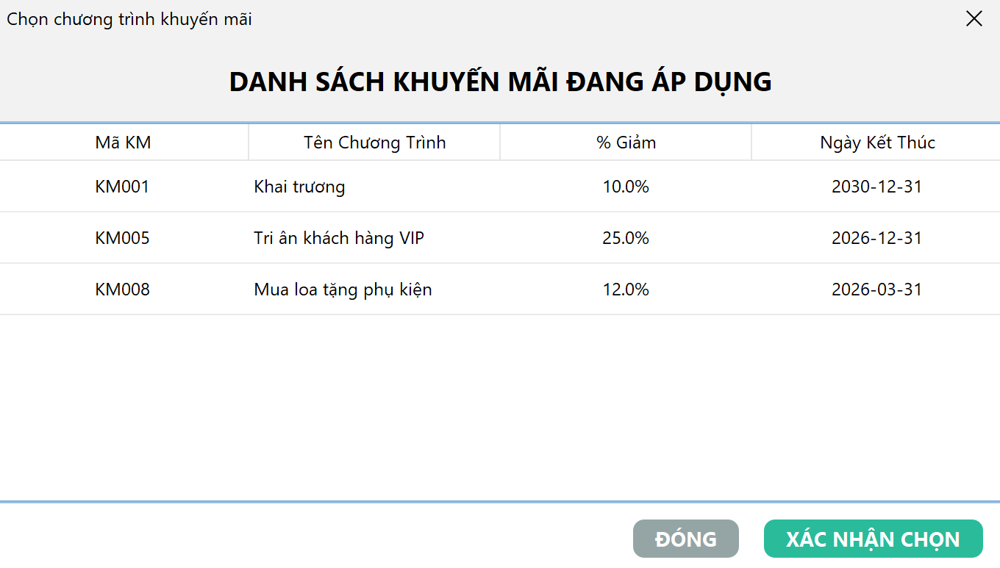 Chọn chương trình khuyến mãi
DANH SÁCH KHUYẾN MÃI ĐANG ÁP DỤNG
Mã KM Tên Chương Trình % Giảm Ngày Kết Thúc
KM001 Khai trương 10.0% 2030-12-31
KM005 Tri ân khách hàng VIP 25.0% 2026-12-31
KM008 Mua loa tặng phụ kiện 12.0% 2026-03-31
ĐÓNG XÁC NHẬN CHỌN